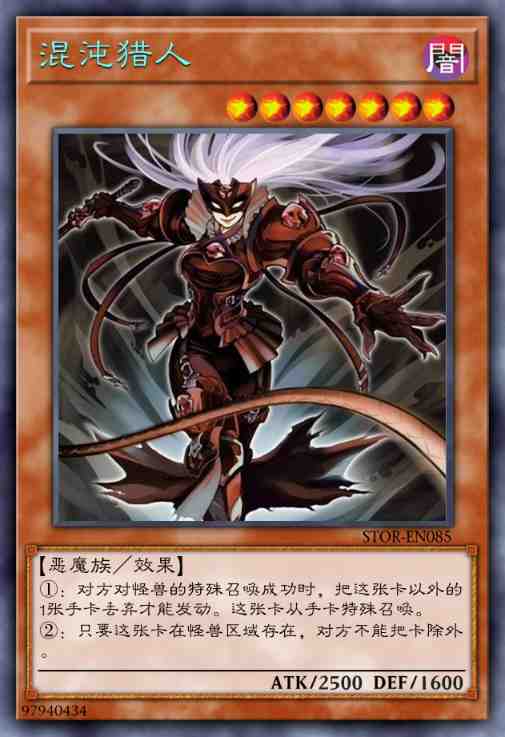 混沌猎人
闇
STOR-EN085
【恶魔族／效果】
①：对方对怪兽的特殊召唤成功时，把这张卡以外的
1张手卡丢弃才能发动。这张卡从手卡特殊召唤。
②：只要这张卡在怪兽区域存在，对方不能把卡除外
。
ATK/2500 DEF/1600
97940434